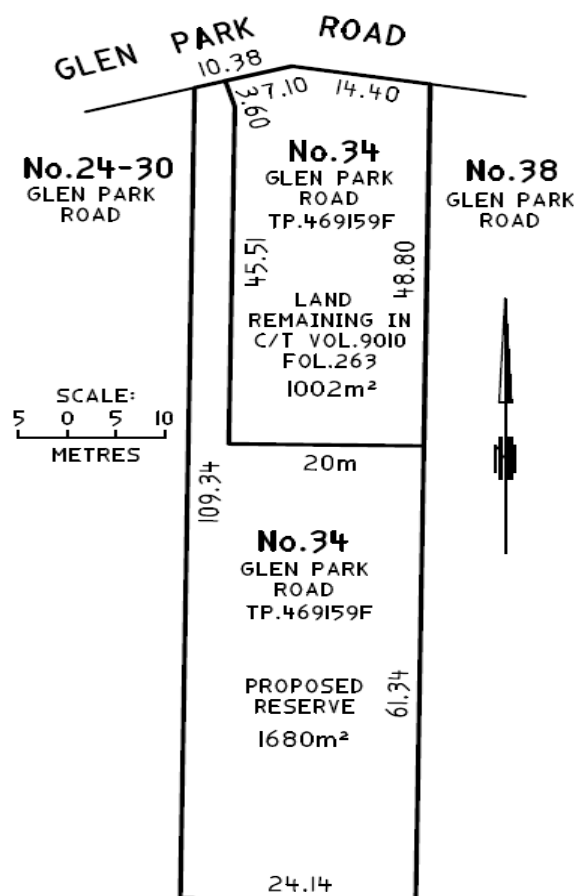 GLEN PARK ROAD
10.38
3.60
7.10
14.40
No.24-30
GLEN PARK
ROAD
No.34
GLEN PARK
ROAD
TP.469159F
No.38
GLEN PARK
ROAD
45.51
48.80
LAND
REMAINING IN
C/T VOL.9010
FOL.263
1002m²
SCALE:
5 0 5 10
METRES
N
20m
109.34
No.34
GLEN PARK
ROAD
TP.469159F
61.34
PROPOSED
RESERVE
1680m²
24.14